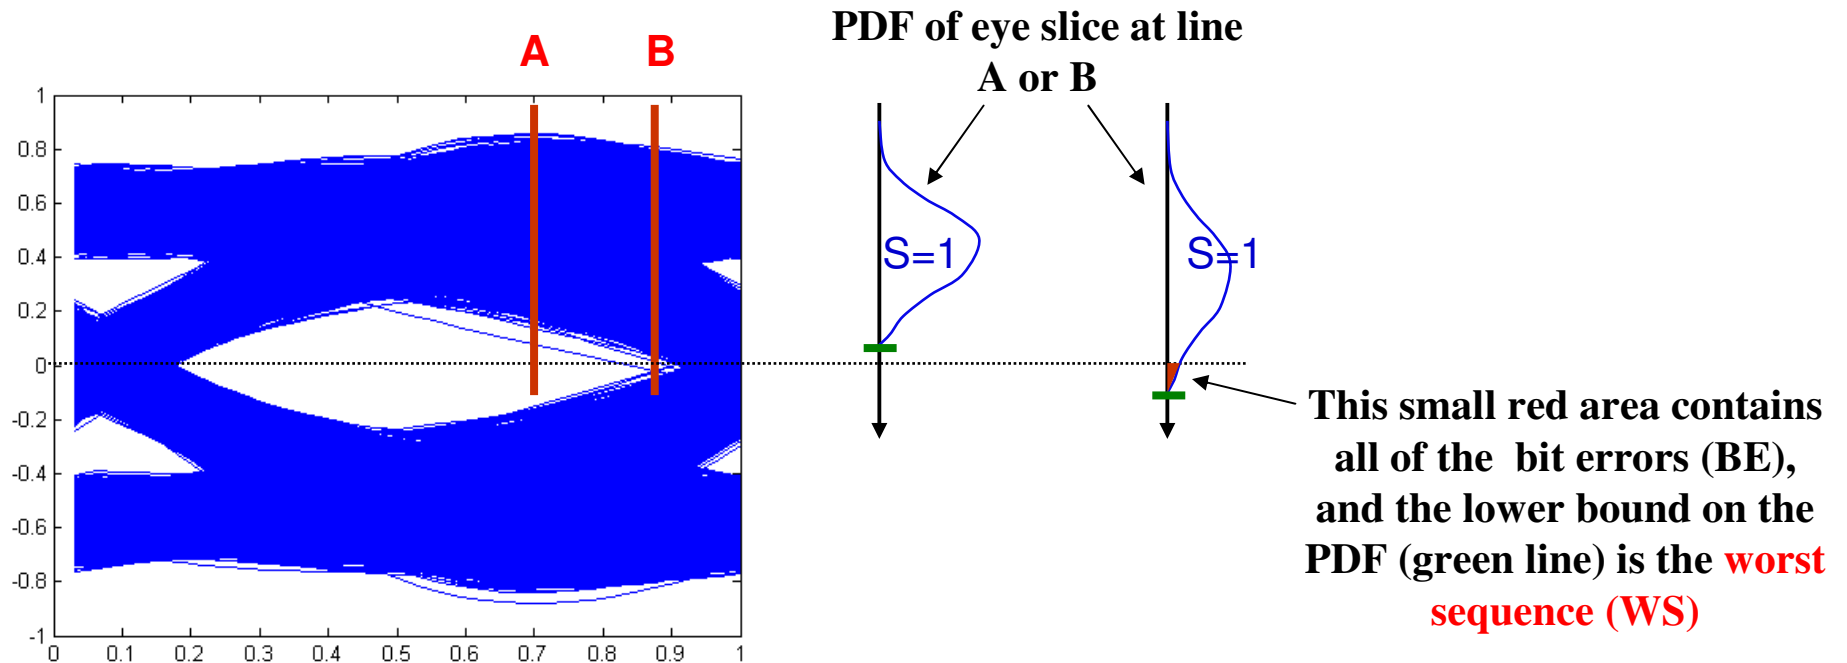 PDF of eye slice at line
A or B
A
B
1
0.8
0.6
0.4
0.2
0
-0.2
-0.4
-0.6
-0.8
-1
0
0.1
0.2
0.3
0.4
0.5
0.6
0.7
0.8
0.9
1
S=1
S=1
This small red area contains
all of the bit errors (BE),
and the lower bound on the
PDF (green line) is the worst
sequence (WS)